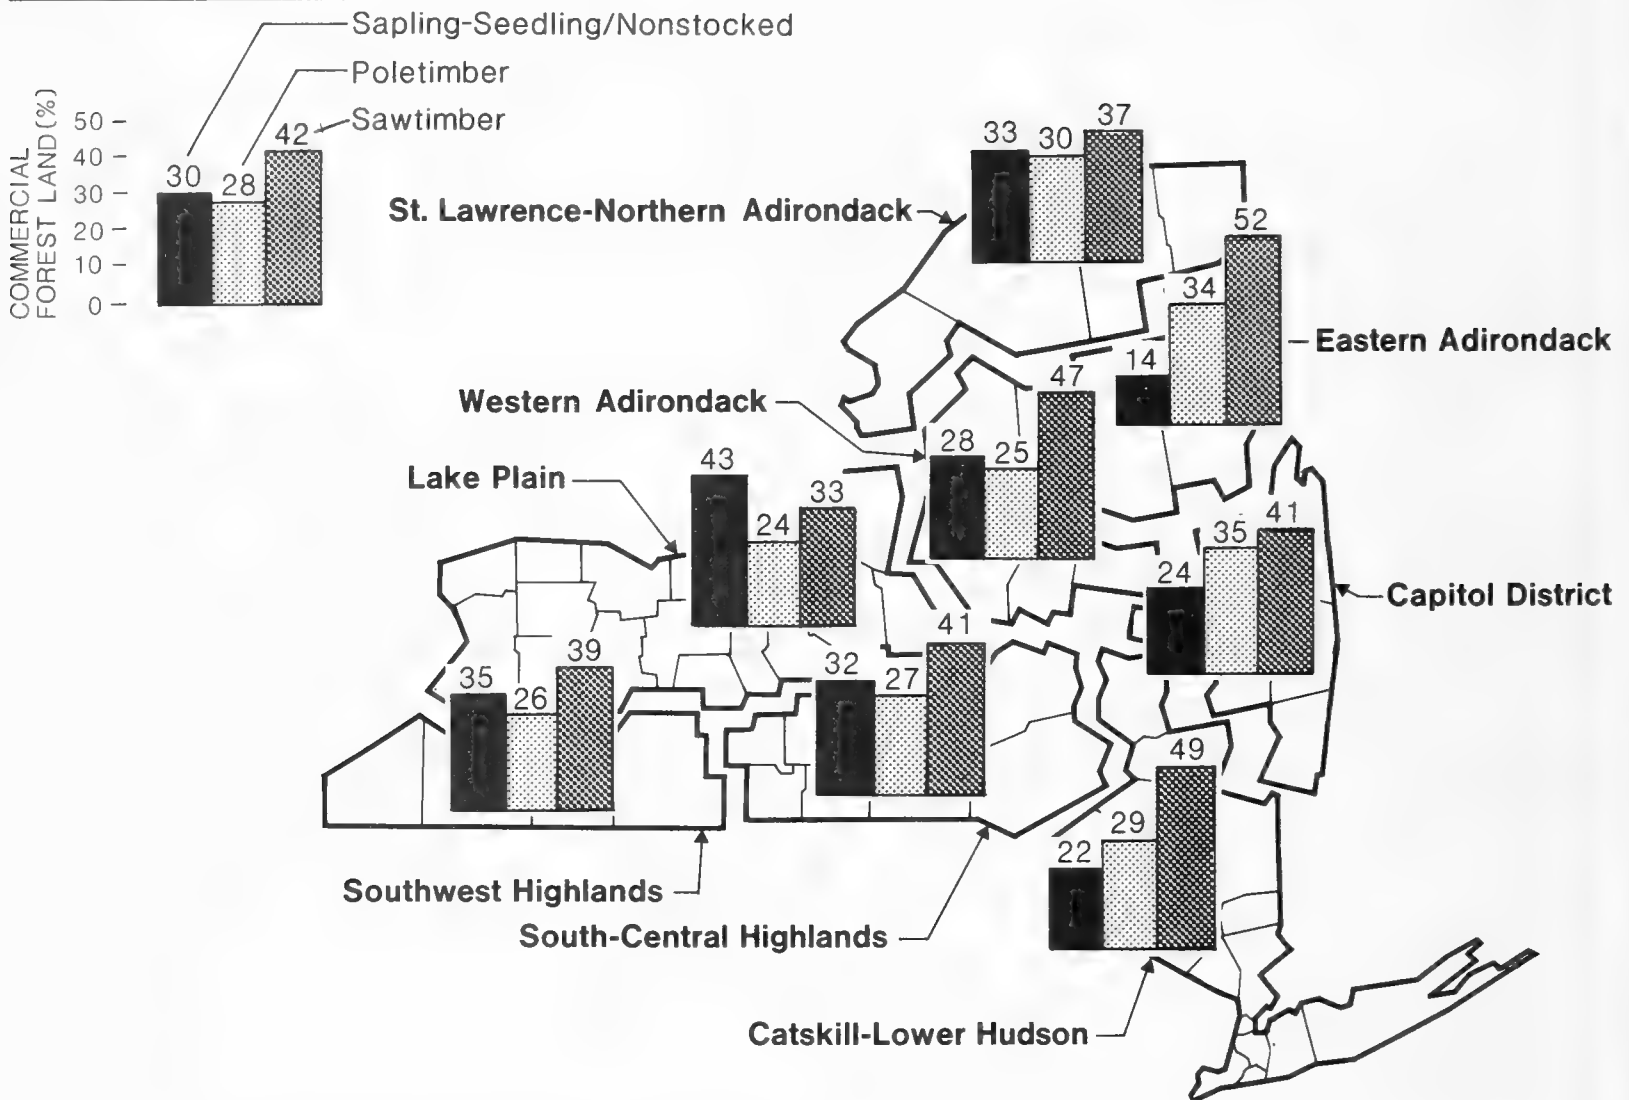 Sapling-Seedling/Nonstocked
Poletimber
Sawtimber
COMMERCIAL
FOREST LAND (%)
50
40
30
20
10
0
30
28
42
33
30
37
St. Lawrence-Northern Adirondack
52
34
14
Eastern Adirondack
47
28
25
Western Adirondack
43
24
33
Lake Plain
41
35
24
Capitol District
41
32
27
39
35
26
49
29
22
Southwest Highlands
South-Central Highlands
Catskill-Lower Hudson